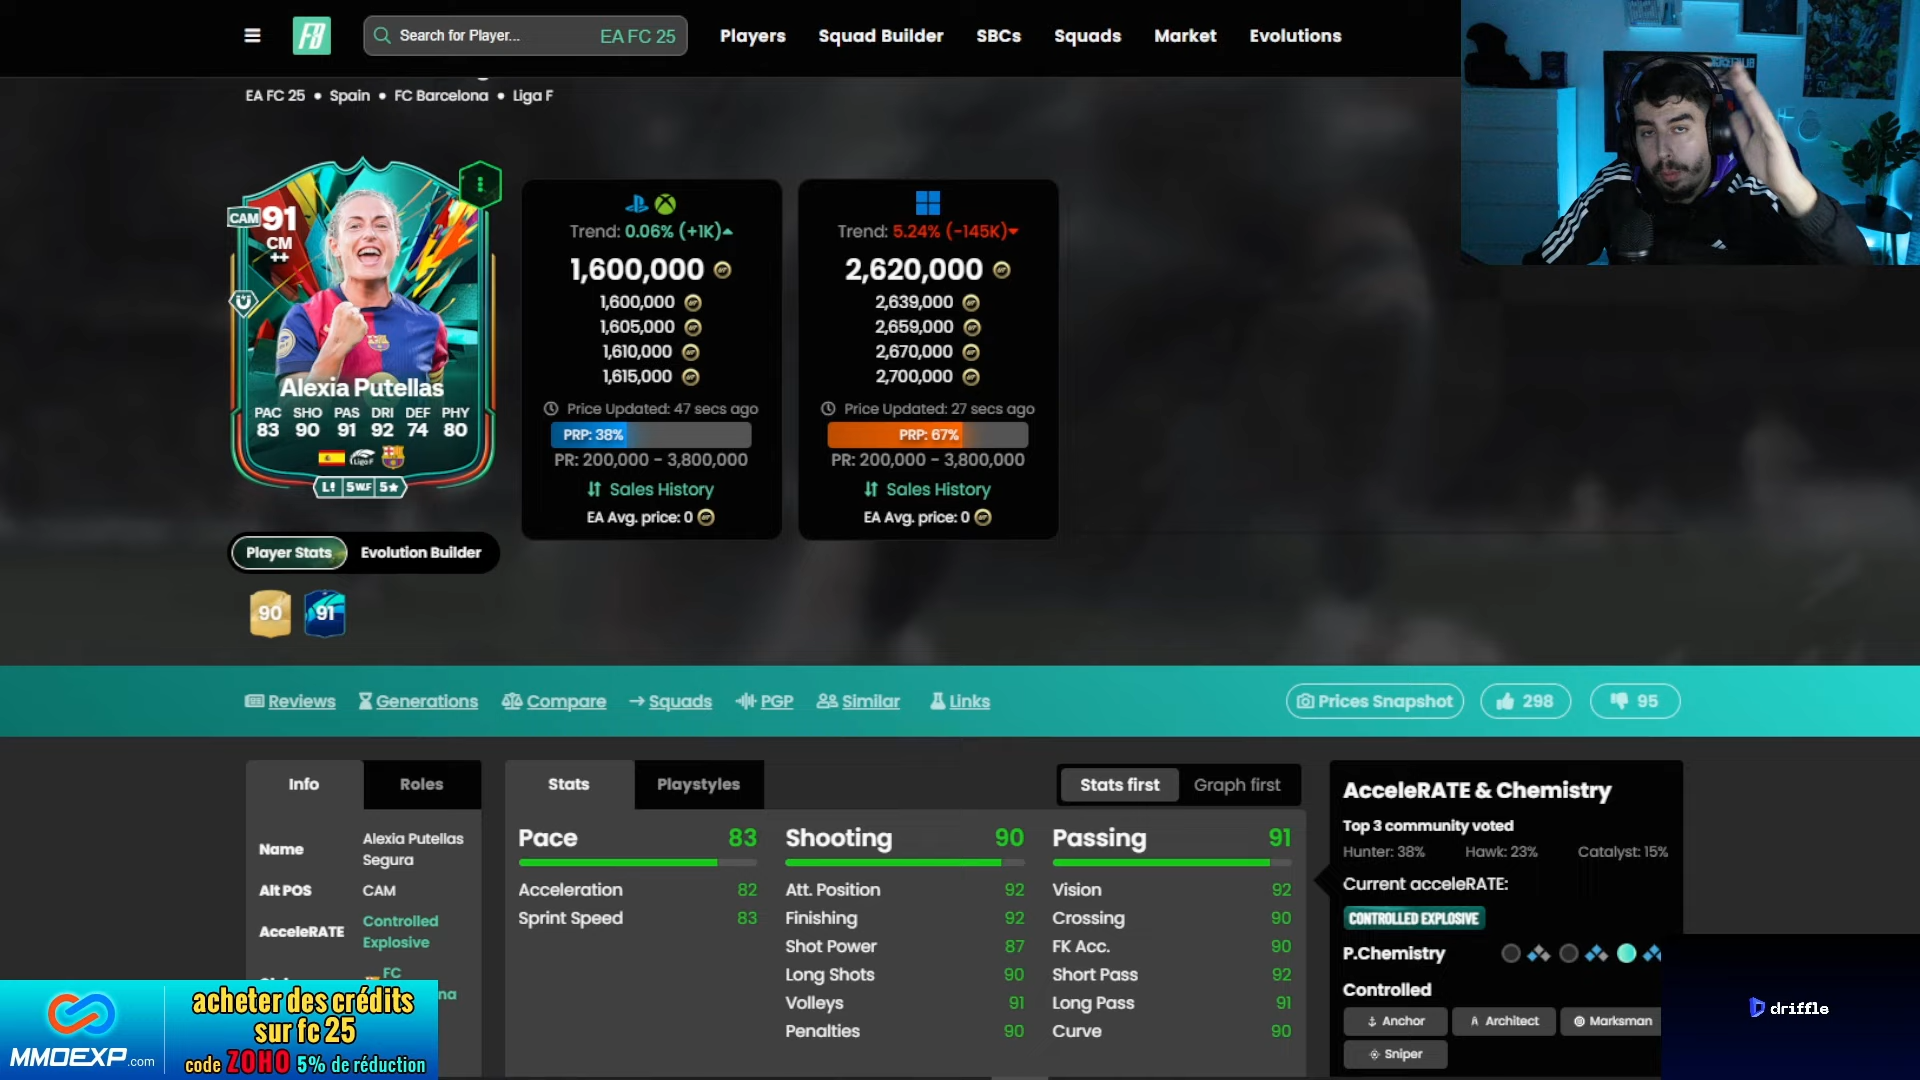 FB
Search for Player...
EA FC 25
Players
Squad Builder
SBCs
Squads
Market
Evolutions
EA FC 25 • Spain • FC Barcelona • Liga F
CAM 91
CM
++
Alexia Putellas
PAC SHO PAS DRI DEF PHY
83 90 91 92 74 80
Liga F
L 5W.F 5★
Trend: 0.06% (+1K)
1,600,000
1,600,000
1,605,000
1,610,000
1,615,000
Price Updated: 47 secs ago
PRP: 38%
PR: 200,000 - 3,800,000
Sales History
EA Avg. price: 0
Trend: 5.24% (-145K)
2,620,000
2,639,000
2,659,000
2,670,000
2,700,000
Price Updated: 27 secs ago
PRP: 67%
PR: 200,000 - 3,800,000
Sales History
EA Avg. price: 0
Player Stats
Evolution Builder
90
91
Reviews
Generations
Compare
Squads
PGP
Similar
Links
Prices Snapshot
298
95
Info
Roles
Name
Alexia Putellas
Segura
Alt POS
CAM
AcceleRATE
Controlled
Explosive
FC
na
Stats
Playstyles
Stats first
Graph first
Pace 83
Acceleration 82
Sprint Speed 83
Shooting 90
Att. Position 92
Finishing 92
Shot Power 87
Long Shots 90
Volleys 91
Penalties 90
Passing 91
Vision 92
Crossing 90
FK Acc. 90
Short Pass 92
Long Pass 91
Curve 90
AcceleRATE & Chemistry
Top 3 community voted
Hunter: 38%
Hawk: 23%
Catalyst: 15%
Current acceleRATE:
CONTROLLED EXPLOSIVE
P.Chemistry
Controlled
Anchor
Architect
Marksman
Sniper
MMOEXP.com
acheter des crédits
sur fc 25
code ZOHO 5% de réduction
driffle